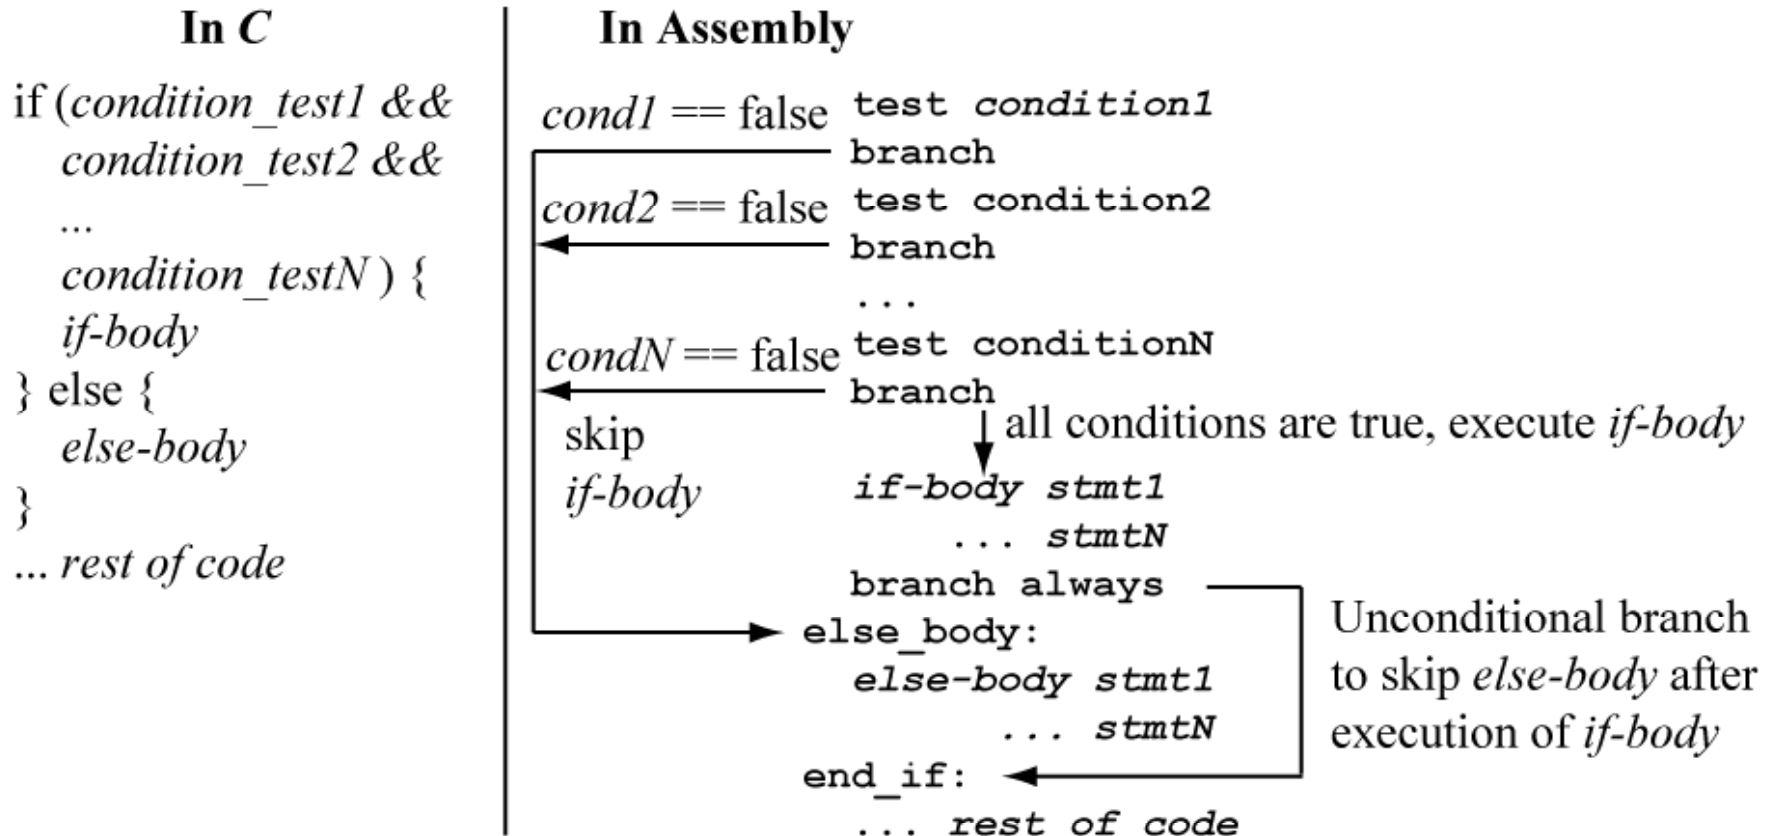 In C
if (condition_test1 &&
condition_test2 &&
...
condition_testN ) {
if-body
} else {
else-body
}
... rest of code
In Assembly
cond1 == false
test condition1
branch
cond2 == false
test condition2
branch
...
condN == false
test conditionN
branch
skip
if-body
all conditions are true, execute if-body
if-body stmt1
... stmtN
branch always
else_body:
else-body stmt1
... stmtN
end_if:
... rest of code
Unconditional branch
to skip else-body after
execution of if-body